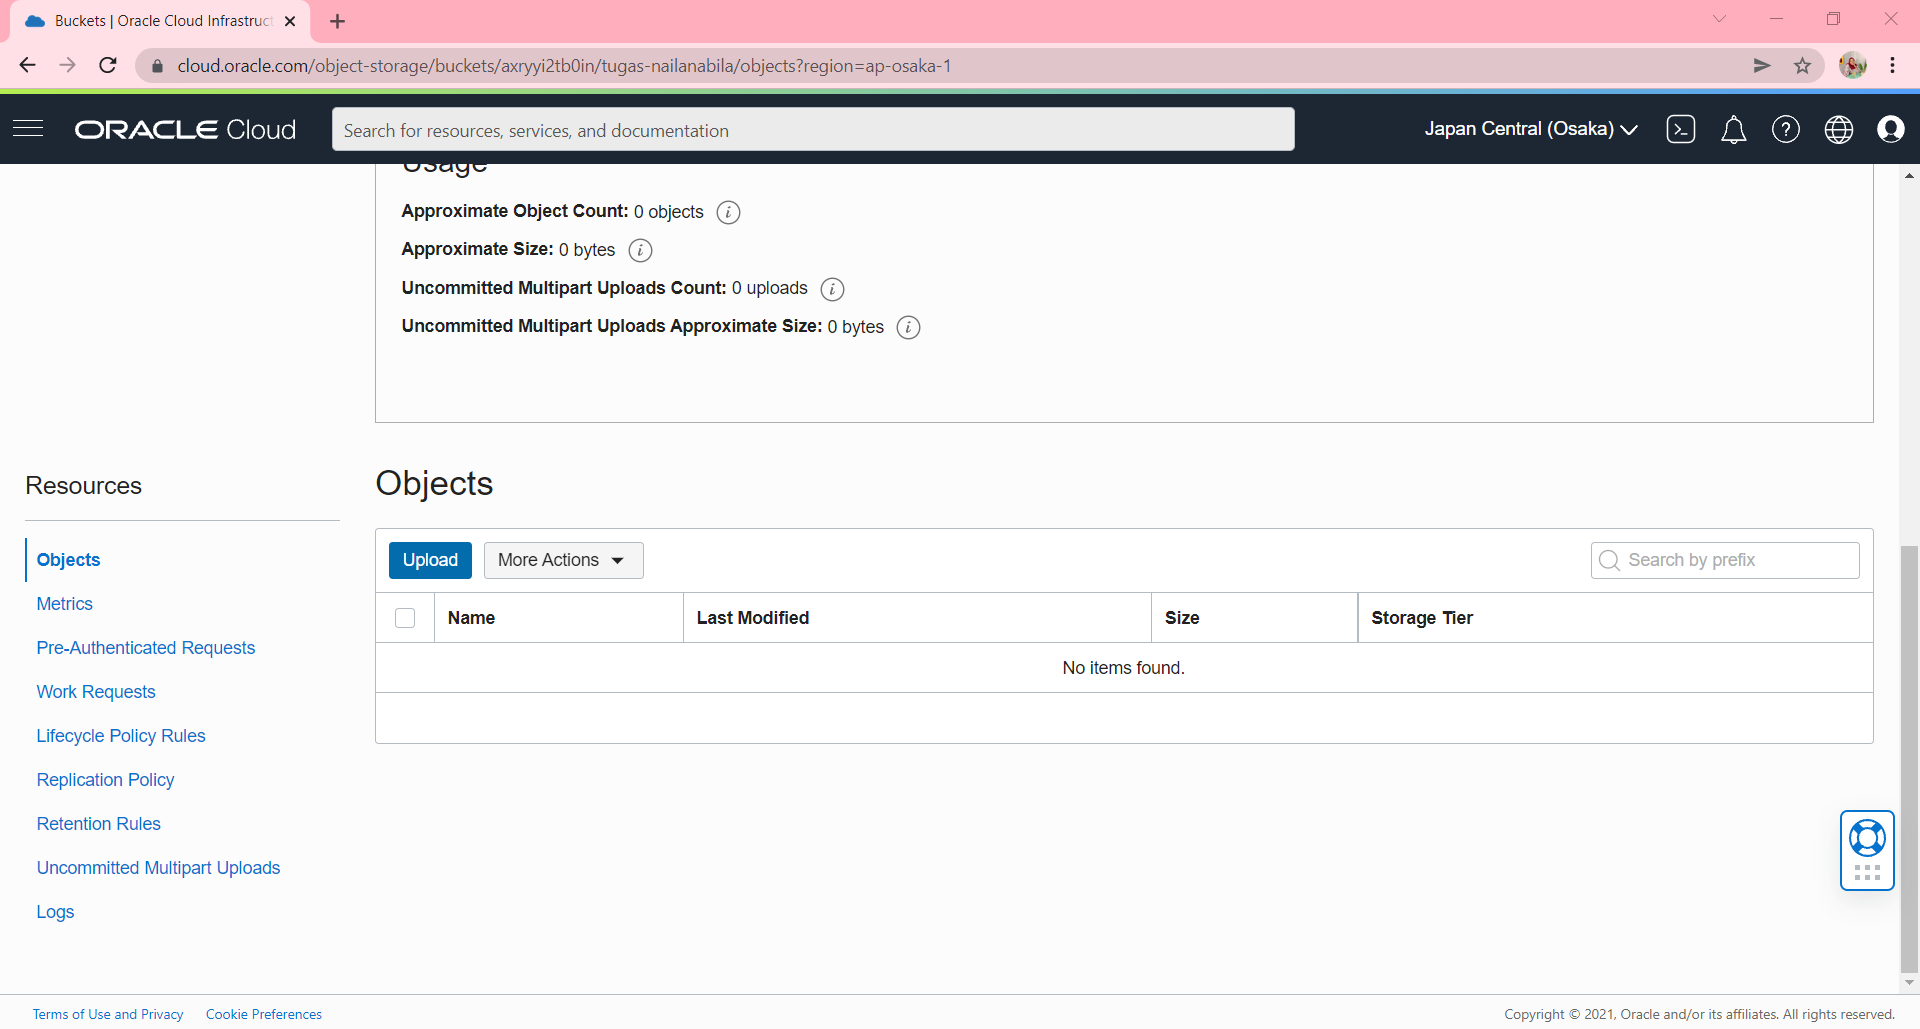 Buckets | Oracle Cloud Infrastruct
cloud.oracle.com/object-storage/buckets/axryyi2tb0in/tugas-nailanabila/objects?region=ap-osaka-1
ORACLE Cloud
Search for resources, services, and documentation
Japan Central (Osaka)
Usage
Approximate Object Count: 0 objects
Approximate Size: 0 bytes
Uncommitted Multipart Uploads Count: 0 uploads
Uncommitted Multipart Uploads Approximate Size: 0 bytes
Resources
Objects
Metrics
Pre-Authenticated Requests
Work Requests
Lifecycle Policy Rules
Replication Policy
Retention Rules
Uncommitted Multipart Uploads
Logs
Objects
Upload
More Actions
Search by prefix
Name
Last Modified
Size
Storage Tier
No items found.
Terms of Use and Privacy
Cookie Preferences
Copyright © 2021, Oracle and/or its affiliates. All rights reserved.